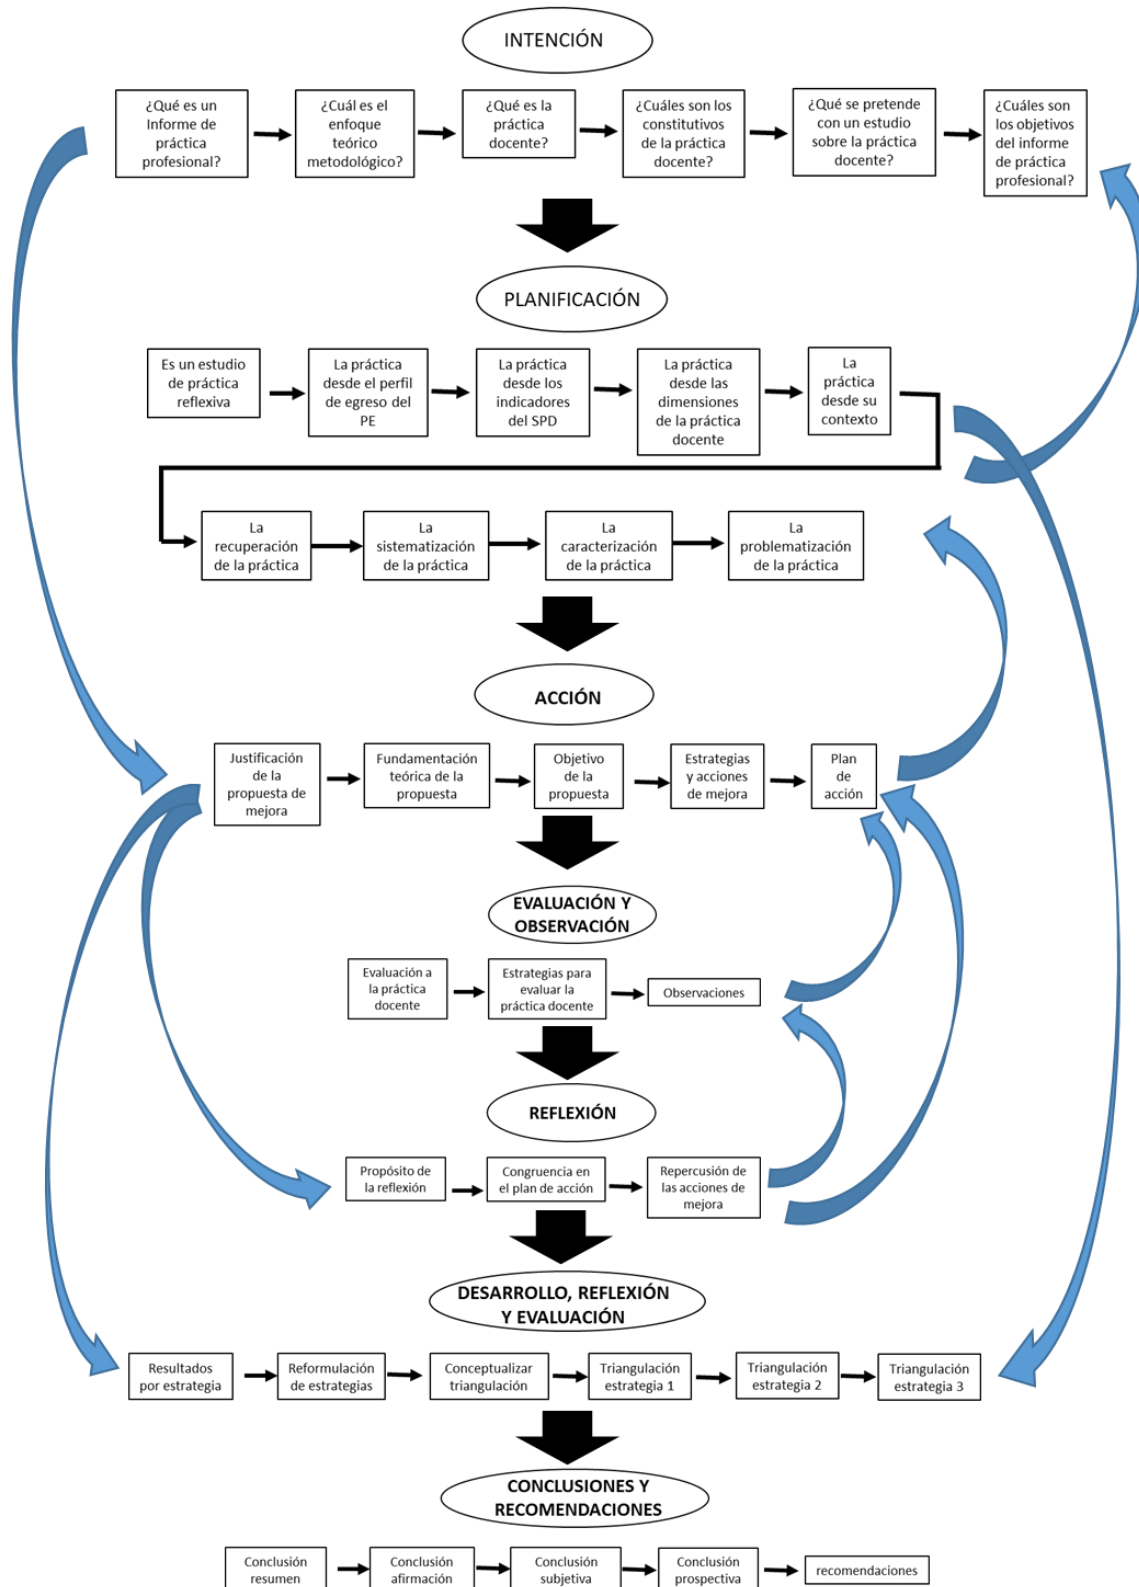 INTENCIÓN
¿Qué es un
Informe de
práctica
profesional?
¿Cuál es el
enfoque
teórico
metodológico?
¿Qué es la
práctica
docente?
¿Cuáles son los
constitutivos
de la práctica
docente?
¿Qué se pretende
con un estudio
sobre la práctica
docente?
¿Cuáles son
los objetivos
del informe
de práctica
profesional?
PLANIFICACIÓN
Es un estudio
de práctica
reflexiva
La práctica
desde el perfil
de egreso del
PE
La práctica
desde los
indicadores
del SPD
La práctica
desde las
dimensiones
de la práctica
docente
La
práctica
desde su
contexto
La
recuperación
de la práctica
La
sistematización
de la práctica
La
caracterización
de la práctica
La
problematización
de la práctica
ACCIÓN
Justificación
de la
propuesta de
mejora
Fundamentación
teórica de la
propuesta
Objetivo
de la
propuesta
Estrategias
y acciones
de mejora
Plan
de
acción
EVALUACIÓN Y
OBSERVACIÓN
Evaluación a
la práctica
docente
Estrategias para
evaluar la
práctica docente
Observaciones
REFLEXIÓN
Propósito de
la reflexión
Congruencia en
el plan de acción
Repercusión de
las acciones de
mejora
DESARROLLO, REFLEXIÓN
Y EVALUACIÓN
Resultados
por estrategia
Reformulación
de estrategias
Conceptualizar
triangulación
Triangulación
estrategia 1
Triangulación
estrategia 2
Triangulación
estrategia 3
CONCLUSIONES Y
RECOMENDACIONES
Conclusión
resumen
Conclusión
afirmación
Conclusión
subjetiva
Conclusión
prospectiva
recomendaciones